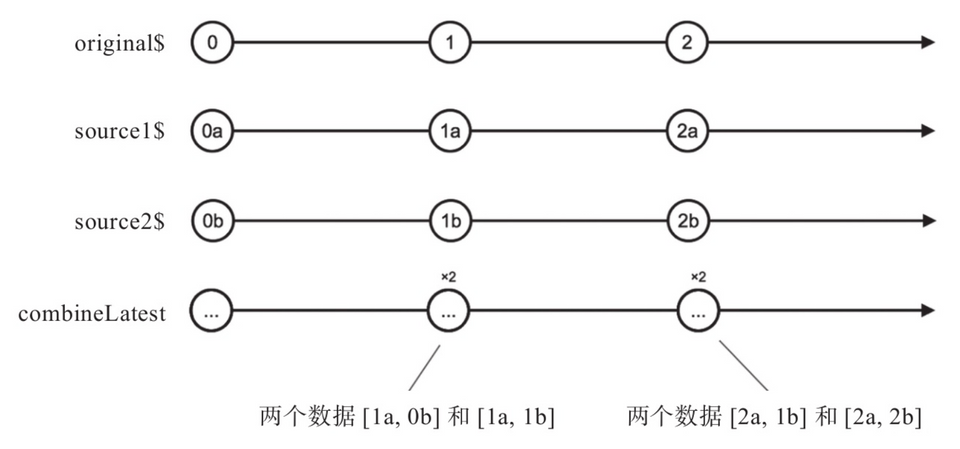 original$ 0 1 2
source1$ 0a 1a 2a
source2$ 0b 1b 2b
×2 ×2
combineLatest ... ... ...
两个数据 [1a, 0b] 和 [1a, 1b] 两个数据 [2a, 1b] 和 [2a, 2b]